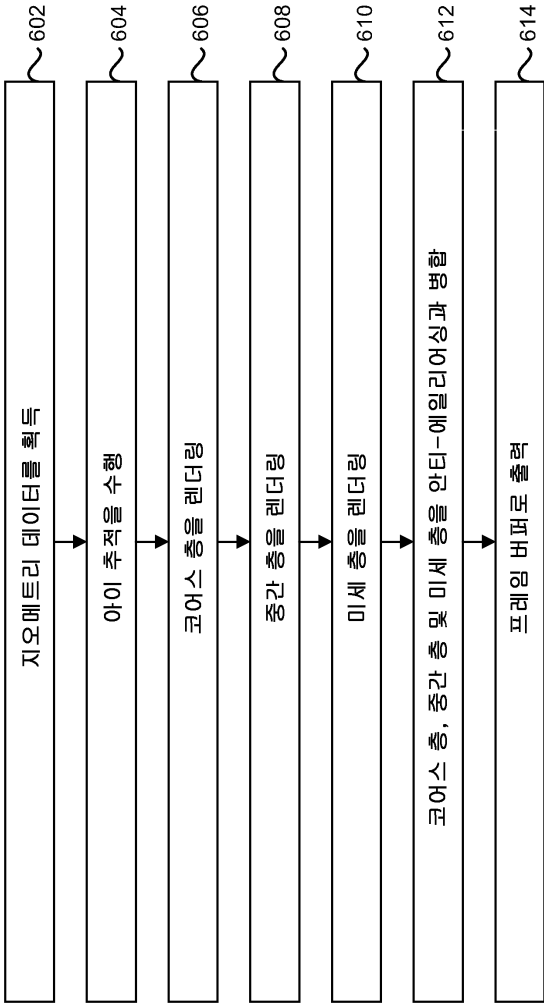 602
지오메트리 데이터를 획득
604
아이 추적을 수행
606
코어스 층을 렌더링
608
중간 층을 렌더링
610
미세 층을 렌더링
612
코어스 층, 중간 층 및 미세 층을 안티-에일리어싱과 병합
614
프레임 버퍼로 출력